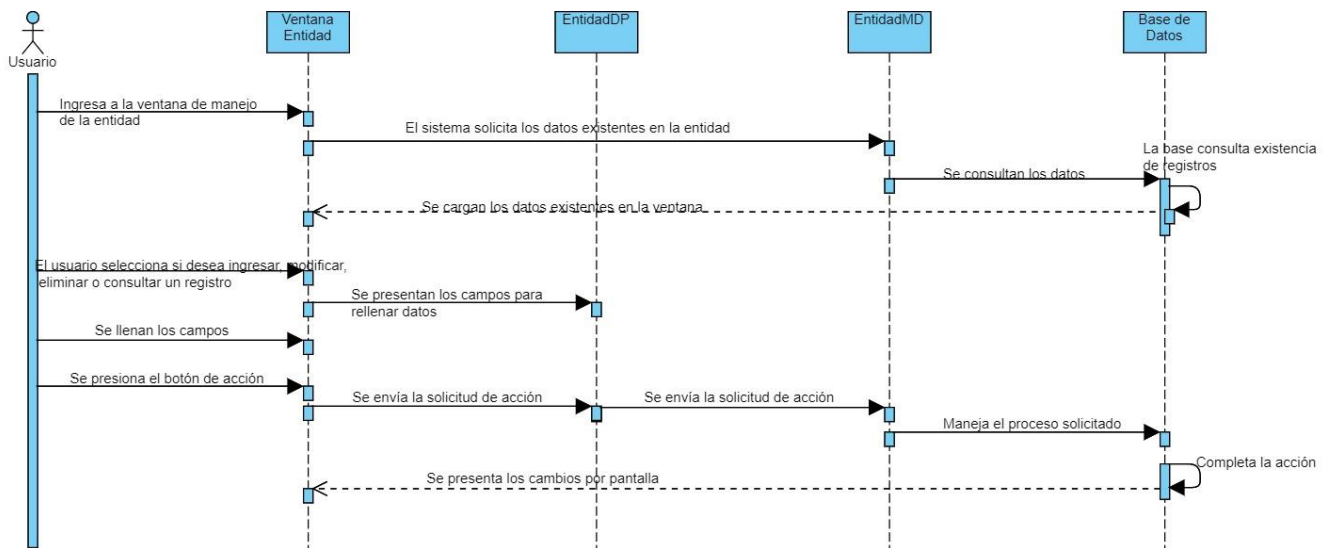 Usuario
Ventana
Entidad
EntidadDP
EntidadMD
Base de
Datos
Ingresa a la ventana de manejo
de la entidad
El sistema solicita los datos existentes en la entidad
La base consulta existencia
de registros
Se consultan los datos
Se cargan los datos existentes en la ventana
El usuario selecciona si desea ingresar, modificar,
eliminar o consultar un registro
Se presentan los campos para
rellenar datos
Se llenan los campos
Se presiona el botón de acción
Se envía la solicitud de acción
Se envía la solicitud de acción
Maneja el proceso solicitado
Completa la acción
Se presenta los cambios por pantalla